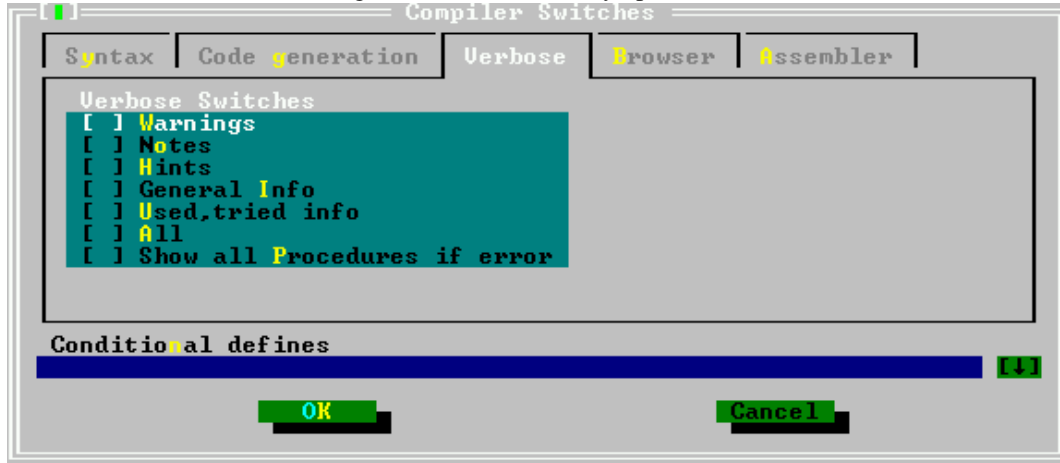 [▮] Compiler Switches
Syntax Code generation Verbose Browser Assembler
Verbose Switches
[ ] Warnings
[ ] Notes
[ ] Hints
[ ] General Info
[ ] Used,tried info
[ ] All
[ ] Show all Procedures if error
Conditional defines
[↓]
OK Cancel